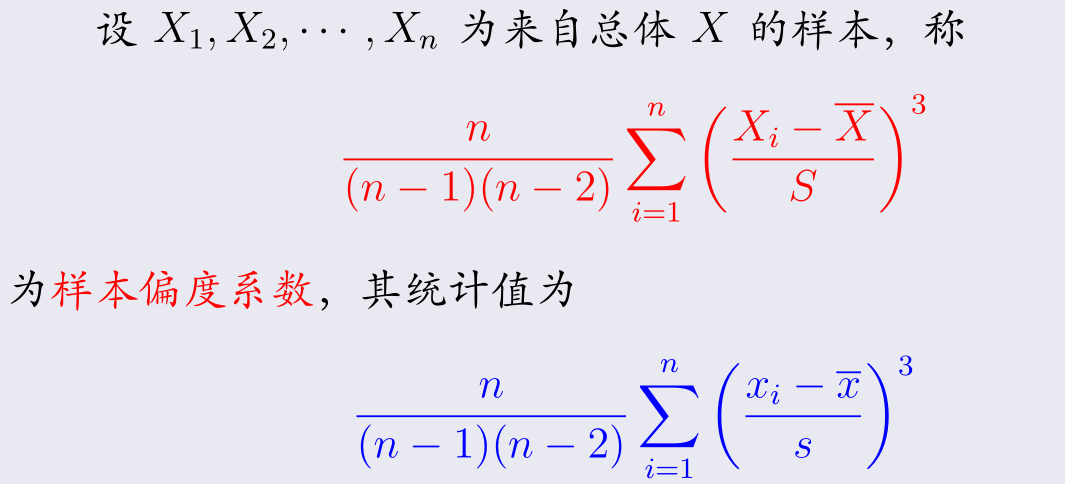 设 $X_1, X_2, \cdots, X_n$ 为来自总体 $X$ 的样本，称
$\frac{n}{(n-1)(n-2)} \sum_{i=1}^{n} \left( \frac{X_i - \overline{X}}{S} \right)^3$
为样本偏度系数，其统计值为
$\frac{n}{(n-1)(n-2)} \sum_{i=1}^{n} \left( \frac{x_i - \overline{x}}{s} \right)^3$